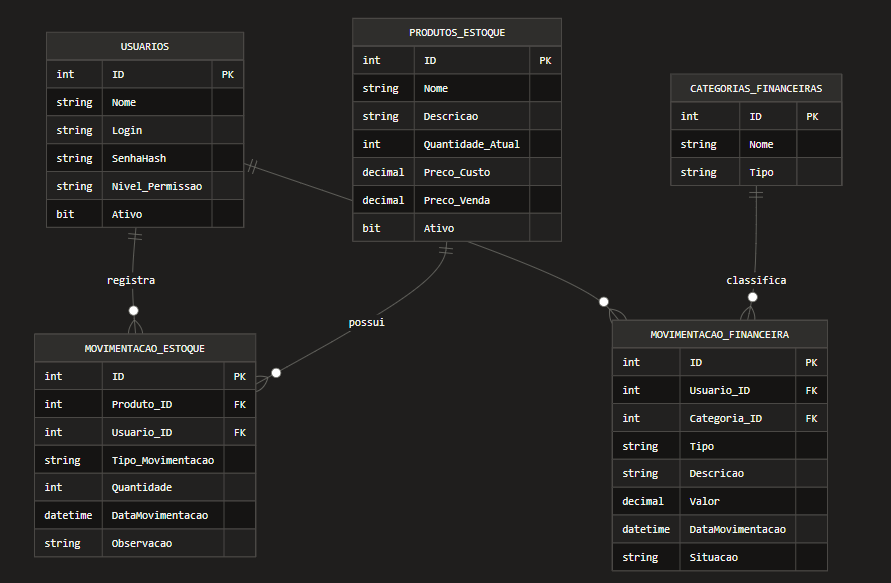 USUARIOS
int ID PK
string Nome
string Login
string SenhaHash
string Nivel_Permissao
bit Ativo
PRODUTOS_ESTOQUE
int ID PK
string Nome
string Descricao
int Quantidade_Atual
decimal Preco_Custo
decimal Preco_Venda
bit Ativo
CATEGORIAS_FINANCEIRAS
int ID PK
string Nome
string Tipo
registra
possui
classifica
MOVIMENTACAO_ESTOQUE
int ID PK
int Produto_ID FK
int Usuario_ID FK
string Tipo_Movimentacao
int Quantidade
datetime DataMovimentacao
string Observacao
MOVIMENTACAO_FINANCEIRA
int ID PK
int Usuario_ID FK
int Categoria_ID FK
string Tipo
string Descricao
decimal Valor
datetime DataMovimentacao
string Situacao